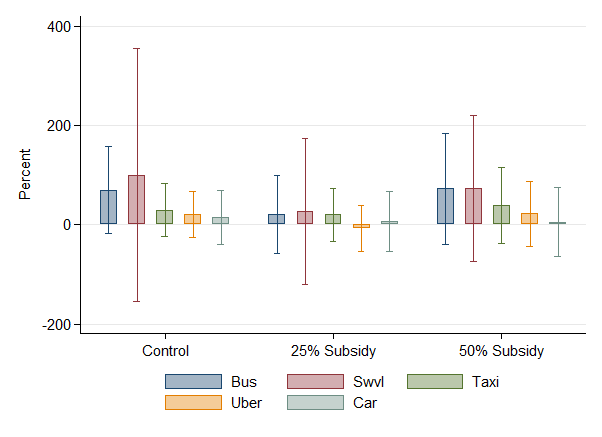 400
200
0
-200
Percent
Control 25% Subsidy 50% Subsidy
Bus Swvl Taxi
Uber Car